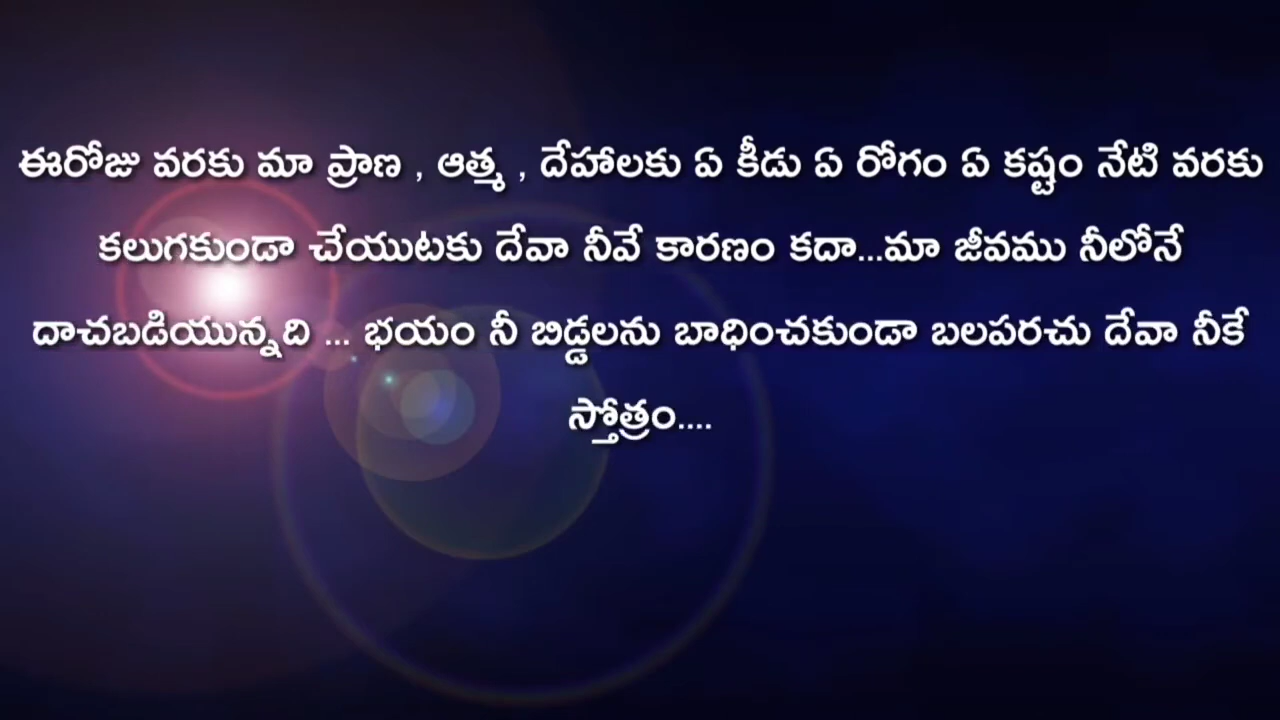 ఈరోజు వరకు మా ప్రాణ , ఆత్మ , దేహాలకు ఏ కీడు ఏ రోగం ఏ కష్టం నేటి వరకు
కలుగకుండా చేయుటకు దేవా నీవే కారణం కదా...మా జీవము నీలోనే
దాచబడియున్నది ... భయం నీ బిడ్డలను బాధించకుండా బలపరచు దేవా నీకే
స్తోత్రం....